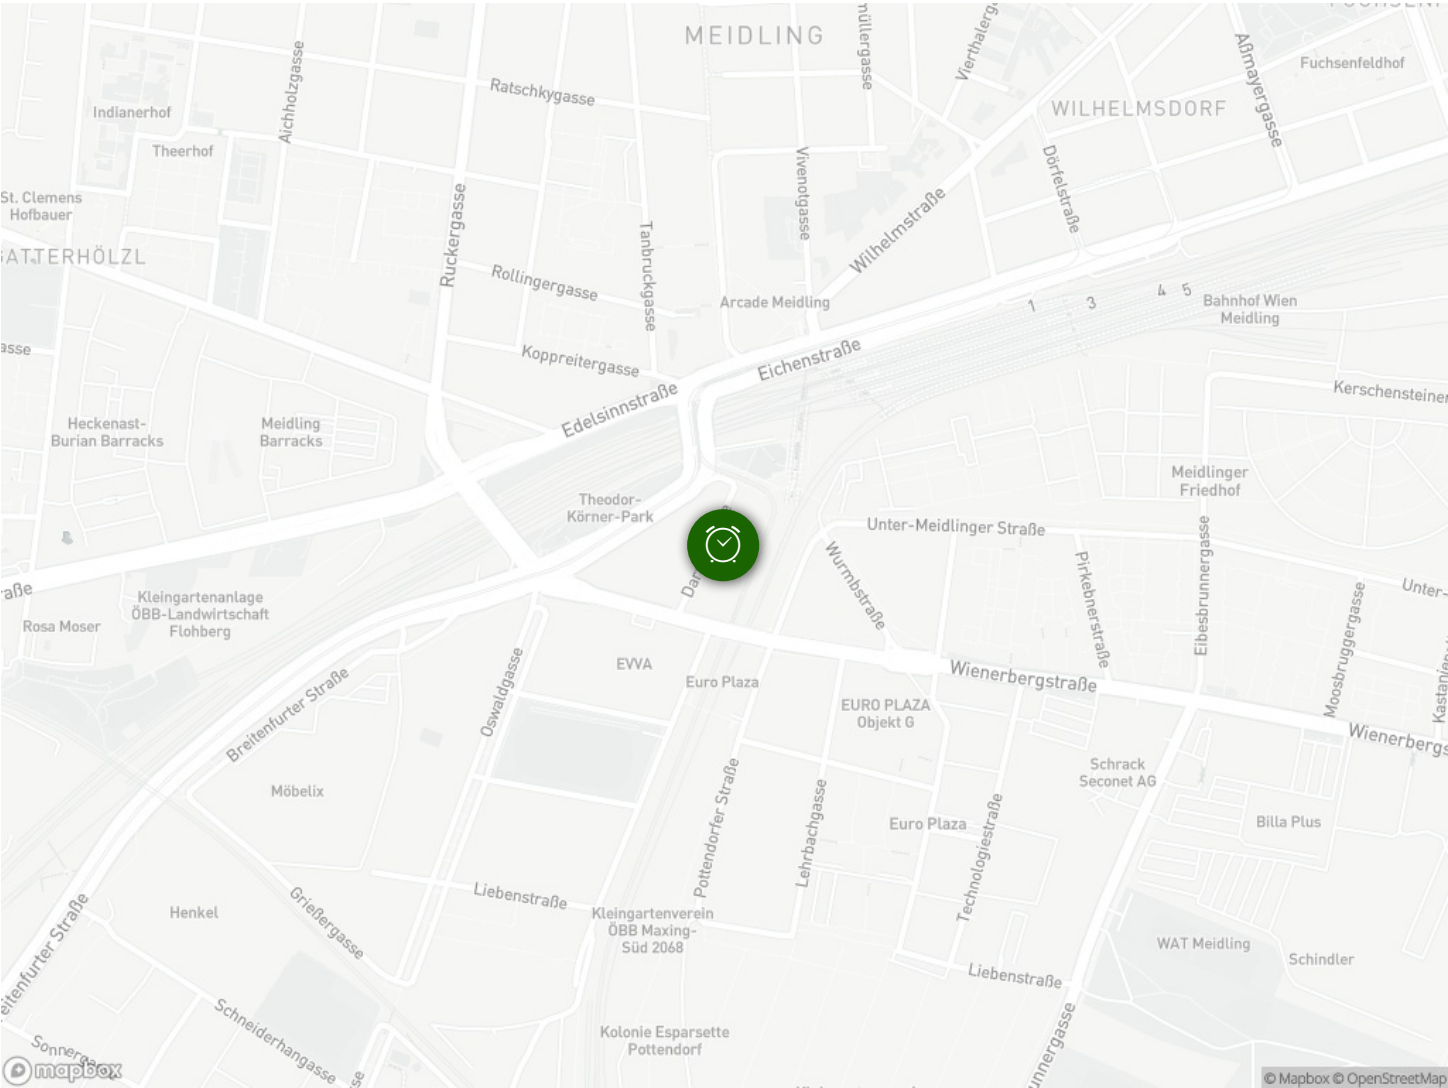 MEIDLING
Ratschkygasse
Aichholzgasse
Indianerhof
Theerhof
St. Clemens
Hofbauer
Ruckergasse
Tanbruckgasse
Vivenotgasse
Wilhelmstraße
WILHELMSDORF
Dörfelstraße
Aßmayergasse
Fuchsenfeldhof
Rollingergasse
Arcade Meidling
1
3
4
5
Bahnhof Wien
Meidling
Koppreitergasse
Eichenstraße
Edelsinnstraße
Kerschensteiner
Heckenast-
Burian Barracks
Meidling
Barracks
Theodor-
Körner-Park
Meidlinger
Friedhof
Unter-Meidlinger Straße
Wurmbstraße
Pirkebnerstraße
Eibesbrunnergasse
Unter-
Moosbruggergasse
Kleingartenanlage
ÖBB-Landwirtschaft
Flohberg
Rosa Moser
EVVA
Euro Plaza
Oswaldgasse
Breitenfurter Straße
EURO PLAZA
Objekt G
Wienerbergstraße
Wienerbergs
Schrack
Seconet AG
Möbelix
Pottendorfer Straße
Lehrbachgasse
Euro Plaza
Technologiestraße
Billa Plus
Liebenstraße
Kleingartenverein
ÖBB Maxing-
Süd 2068
Henkel
Grießergasse
WAT Meidling
Schindler
Liebenstraße
Schneiderhangasse
Kolonie Esparsette
Pottendorf
Sonnergasse
mapbox
© Mapbox © OpenStreetMap